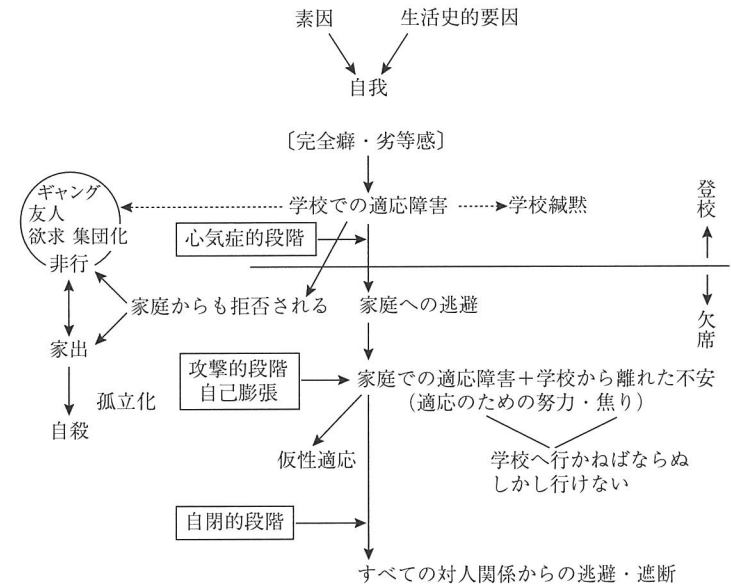 素因
生活史的要因
自我
〔完全癖・劣等感〕
ギャング
友人
欲求 集団化
非行
学校での適応障害
学校緘黙
登校
心気症的段階
家庭からも拒否される
家庭への逃避
欠席
家出
攻撃的段階
自己膨張
家庭での適応障害+学校から離れた不安
(適応のための努力・焦り)
孤立化
自殺
仮性適応
学校へ行かねばならぬ
しかし行けない
自閉的段階
すべての対人関係からの逃避・遮断